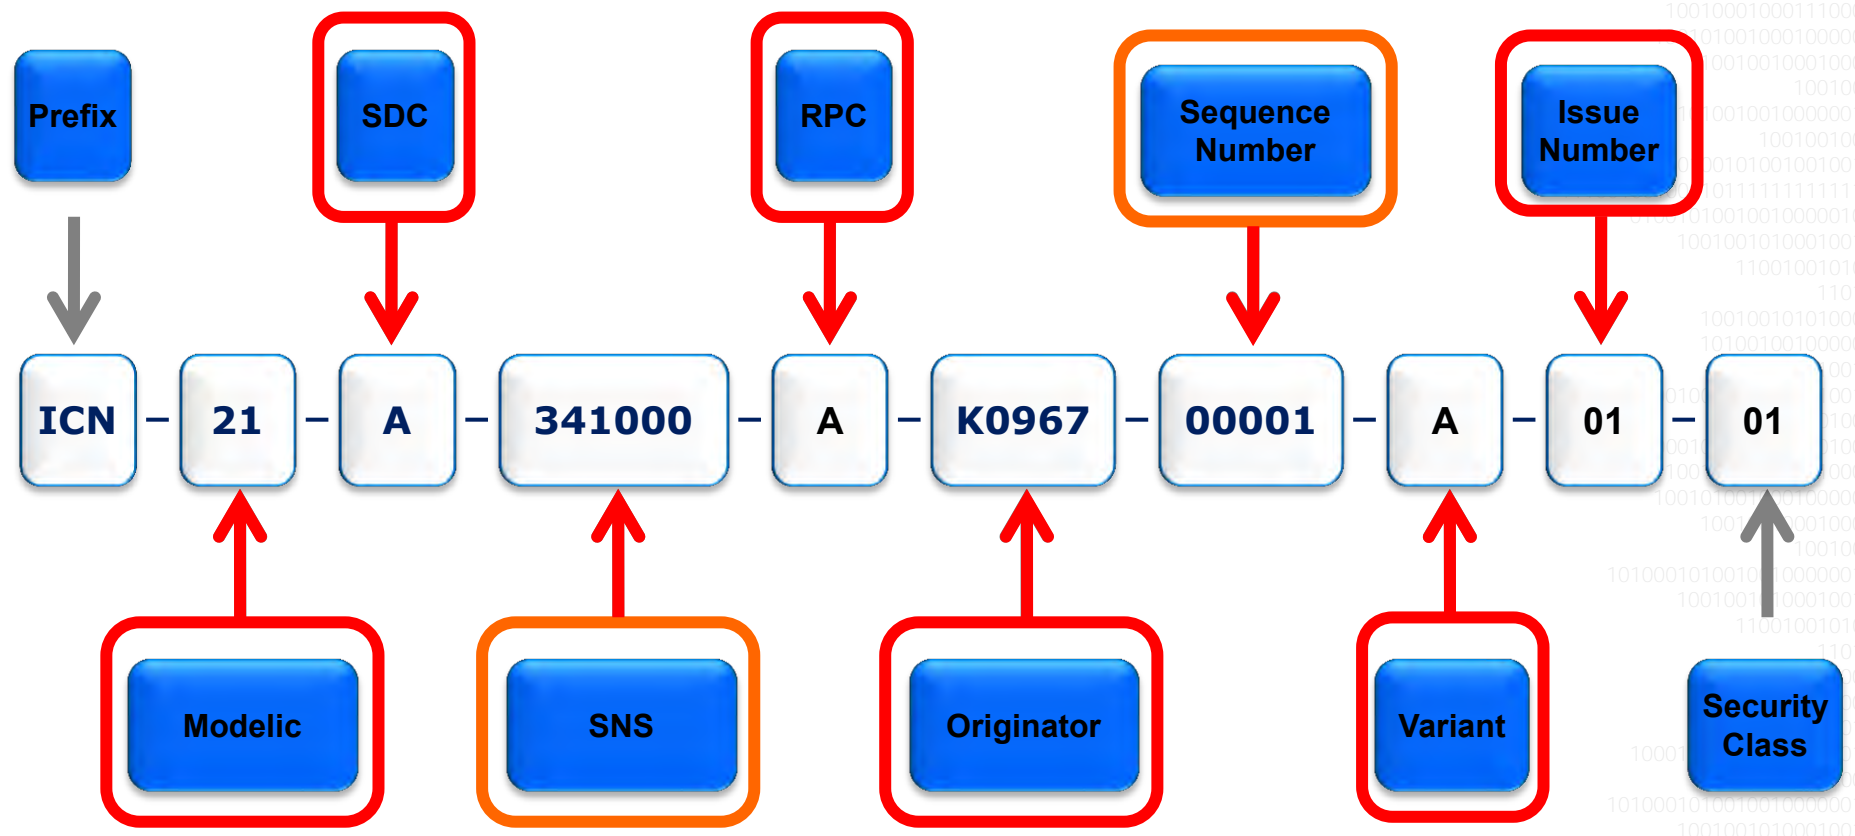 Prefix
SDC
RPC
Sequence
Number
Issue
Number
ICN – 21 – A – 341000 – A – K0967 – 00001 – A – 01 – 01
Modelic
SNS
Originator
Variant
Security
Class